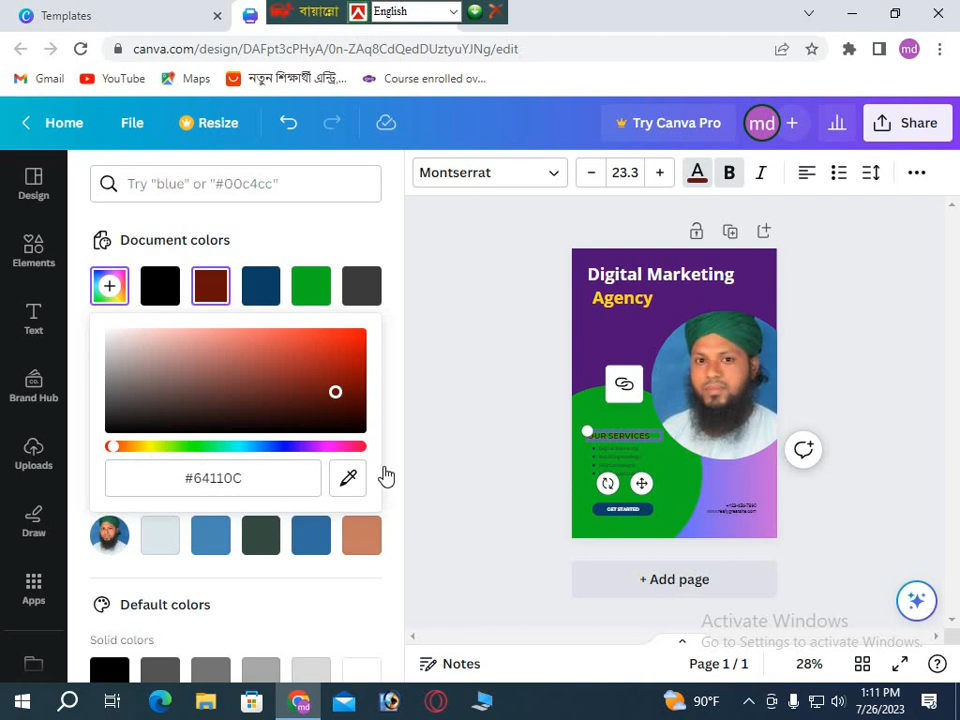 Templates
বায়ান্নো
English
canva.com/design/DAFpt3cPHyA/0n-ZAq8CdQedDUztyuYJNg/edit
md
Gmail
YouTube
Maps
নতুন শিক্ষার্থী এন্ট্রি,...
Course enrolled ov...
Home
File
Resize
Try Canva Pro
md
Share
Design
Elements
Text
Brand Hub
Uploads
Draw
Apps
Try "blue" or "#00c4cc"
Document colors
#64110C
Default colors
Solid colors
Montserrat
23.3
A
B
I
Digital Marketing
Agency
OUR SERVICES
GET STARTED
+ Add page
Activate Windows
Go to Settings to activate Windows.
Notes
Page 1 / 1
28%
90°F
1:11 PM
7/26/2023